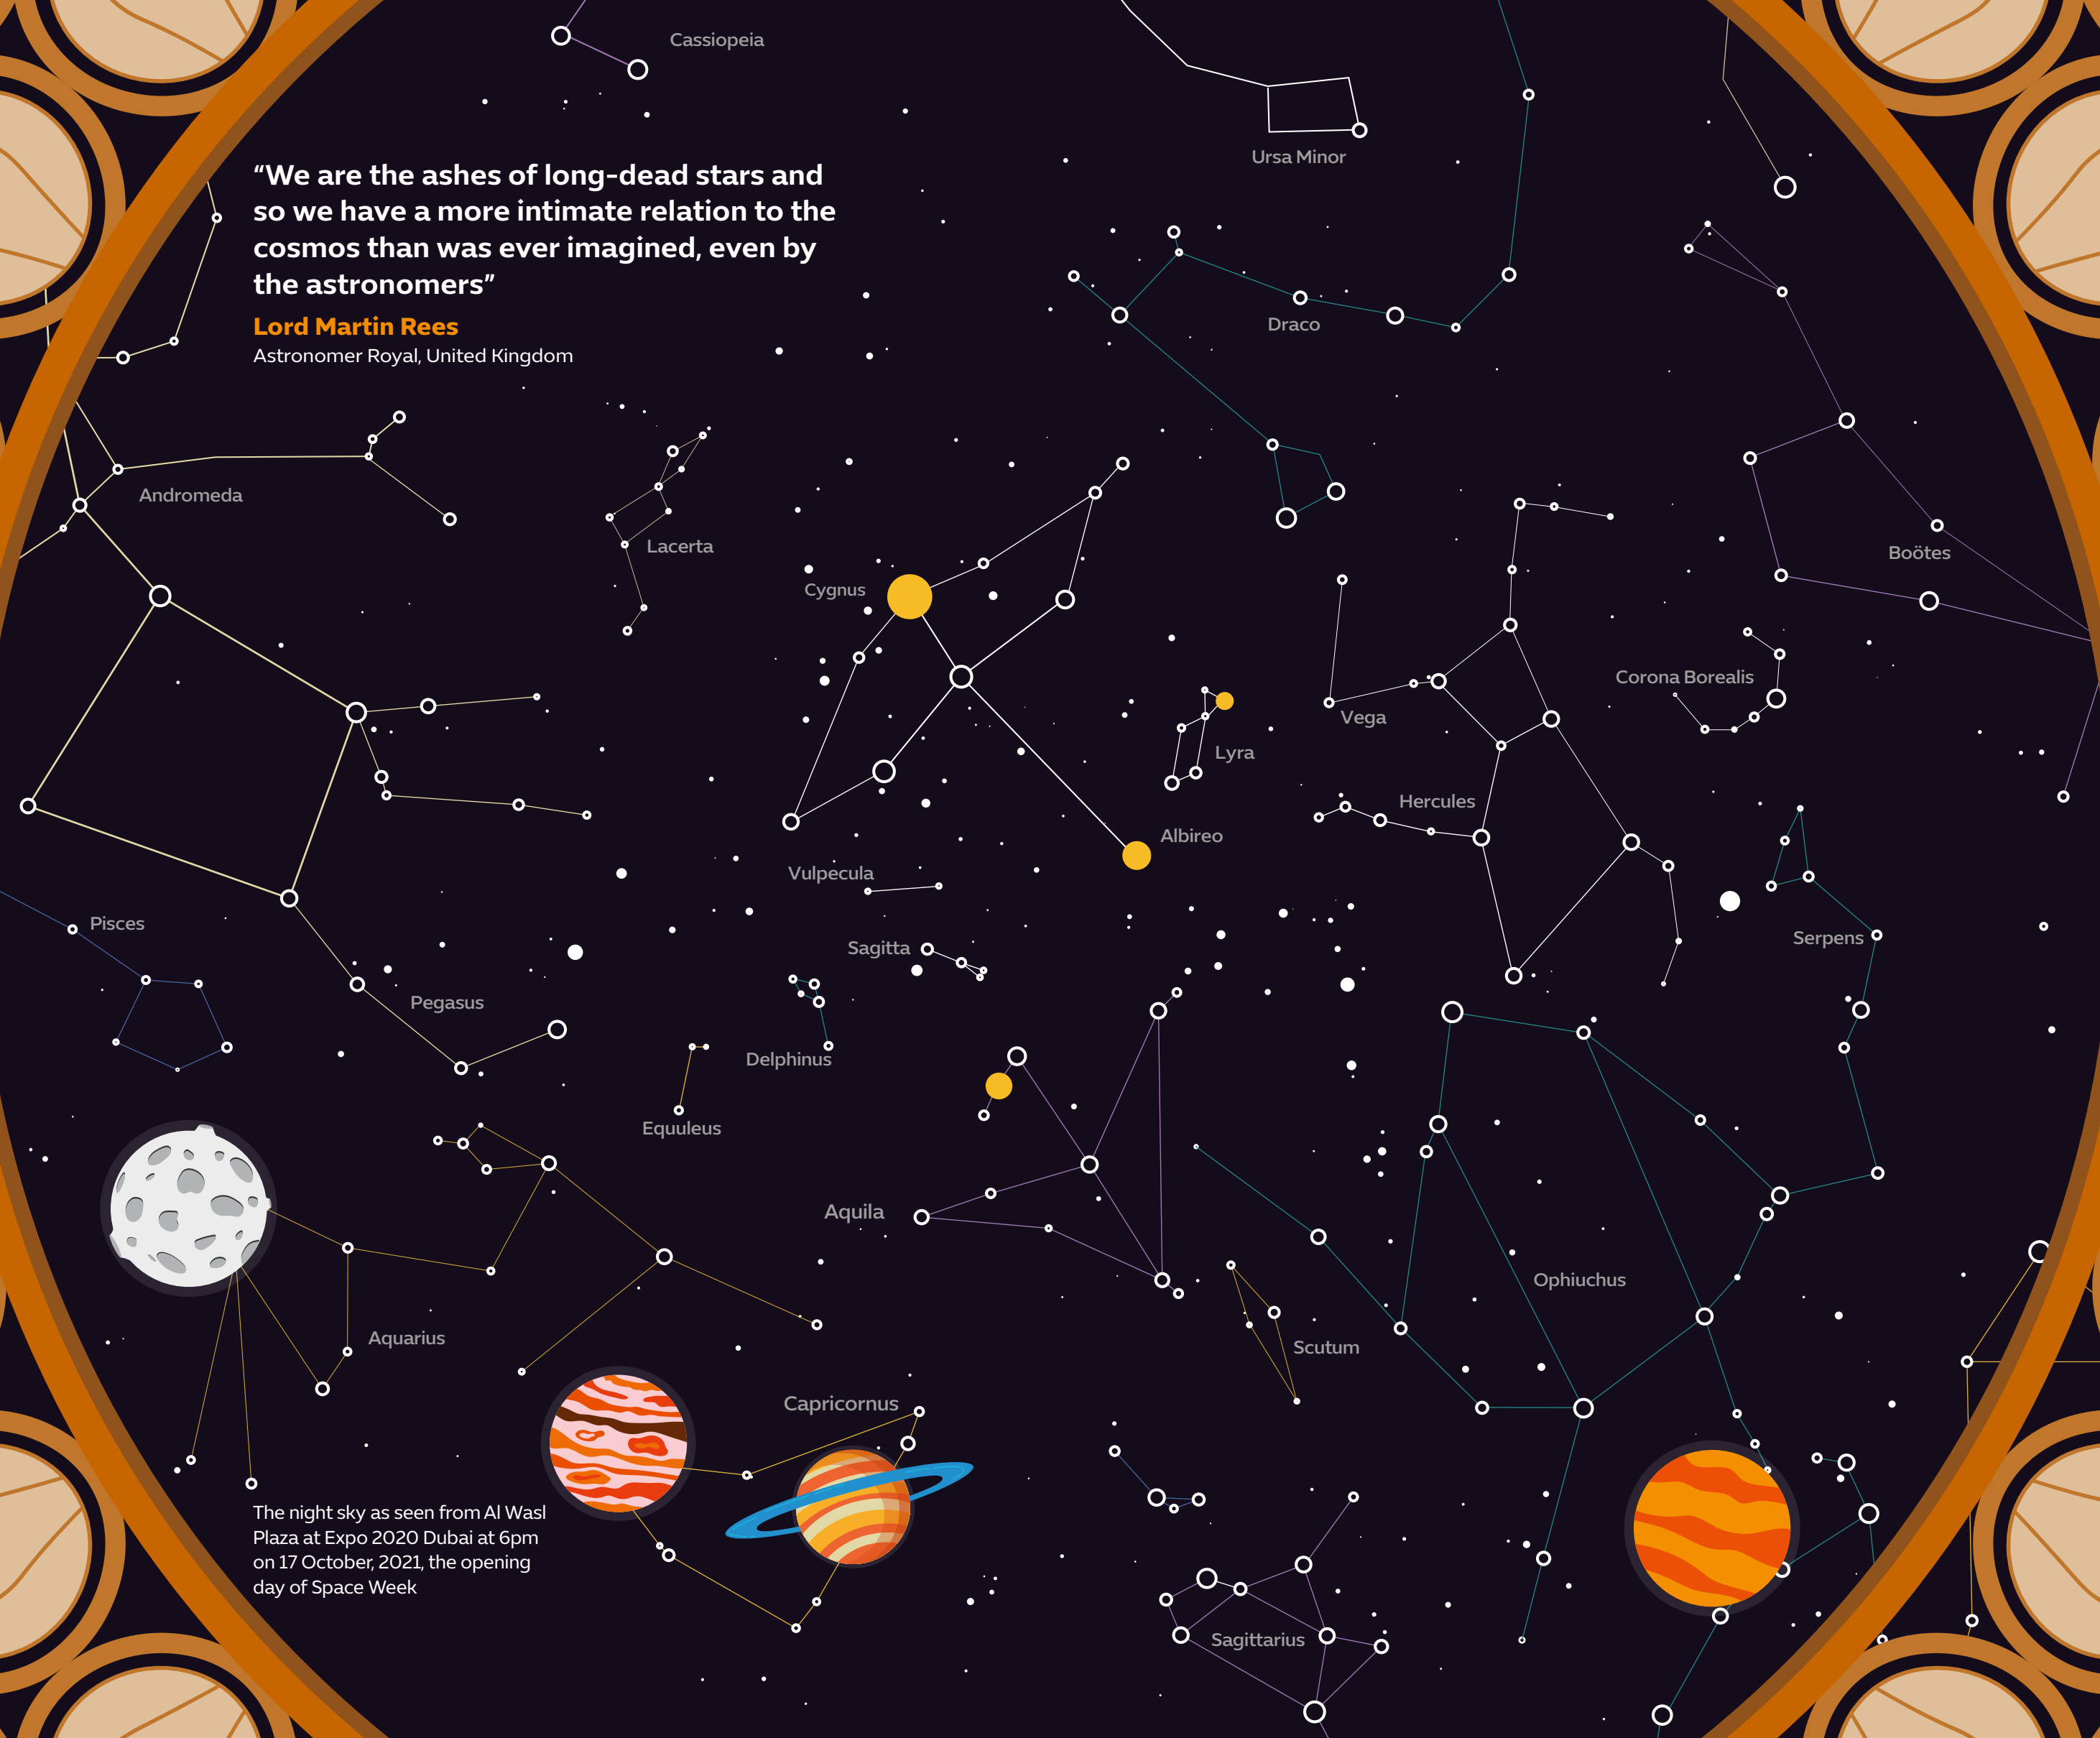 Cassiopeia
Ursa Minor
“We are the ashes of long-dead stars and
so we have a more intimate relation to the
cosmos than was ever imagined, even by
the astronomers”
Lord Martin Rees
Astronomer Royal, United Kingdom
Draco
Andromeda
Lacerta
Cygnus
Boötes
Corona Borealis
Vega
Lyra
Hercules
Albireo
Vulpecula
Pisces
Serpens
Sagitta
Pegasus
Delphinus
Equuleus
Aquila
Ophiuchus
Aquarius
Scutum
Capricornus
The night sky as seen from Al Wasl
Plaza at Expo 2020 Dubai at 6pm
on 17 October, 2021, the opening
day of Space Week
Sagittarius